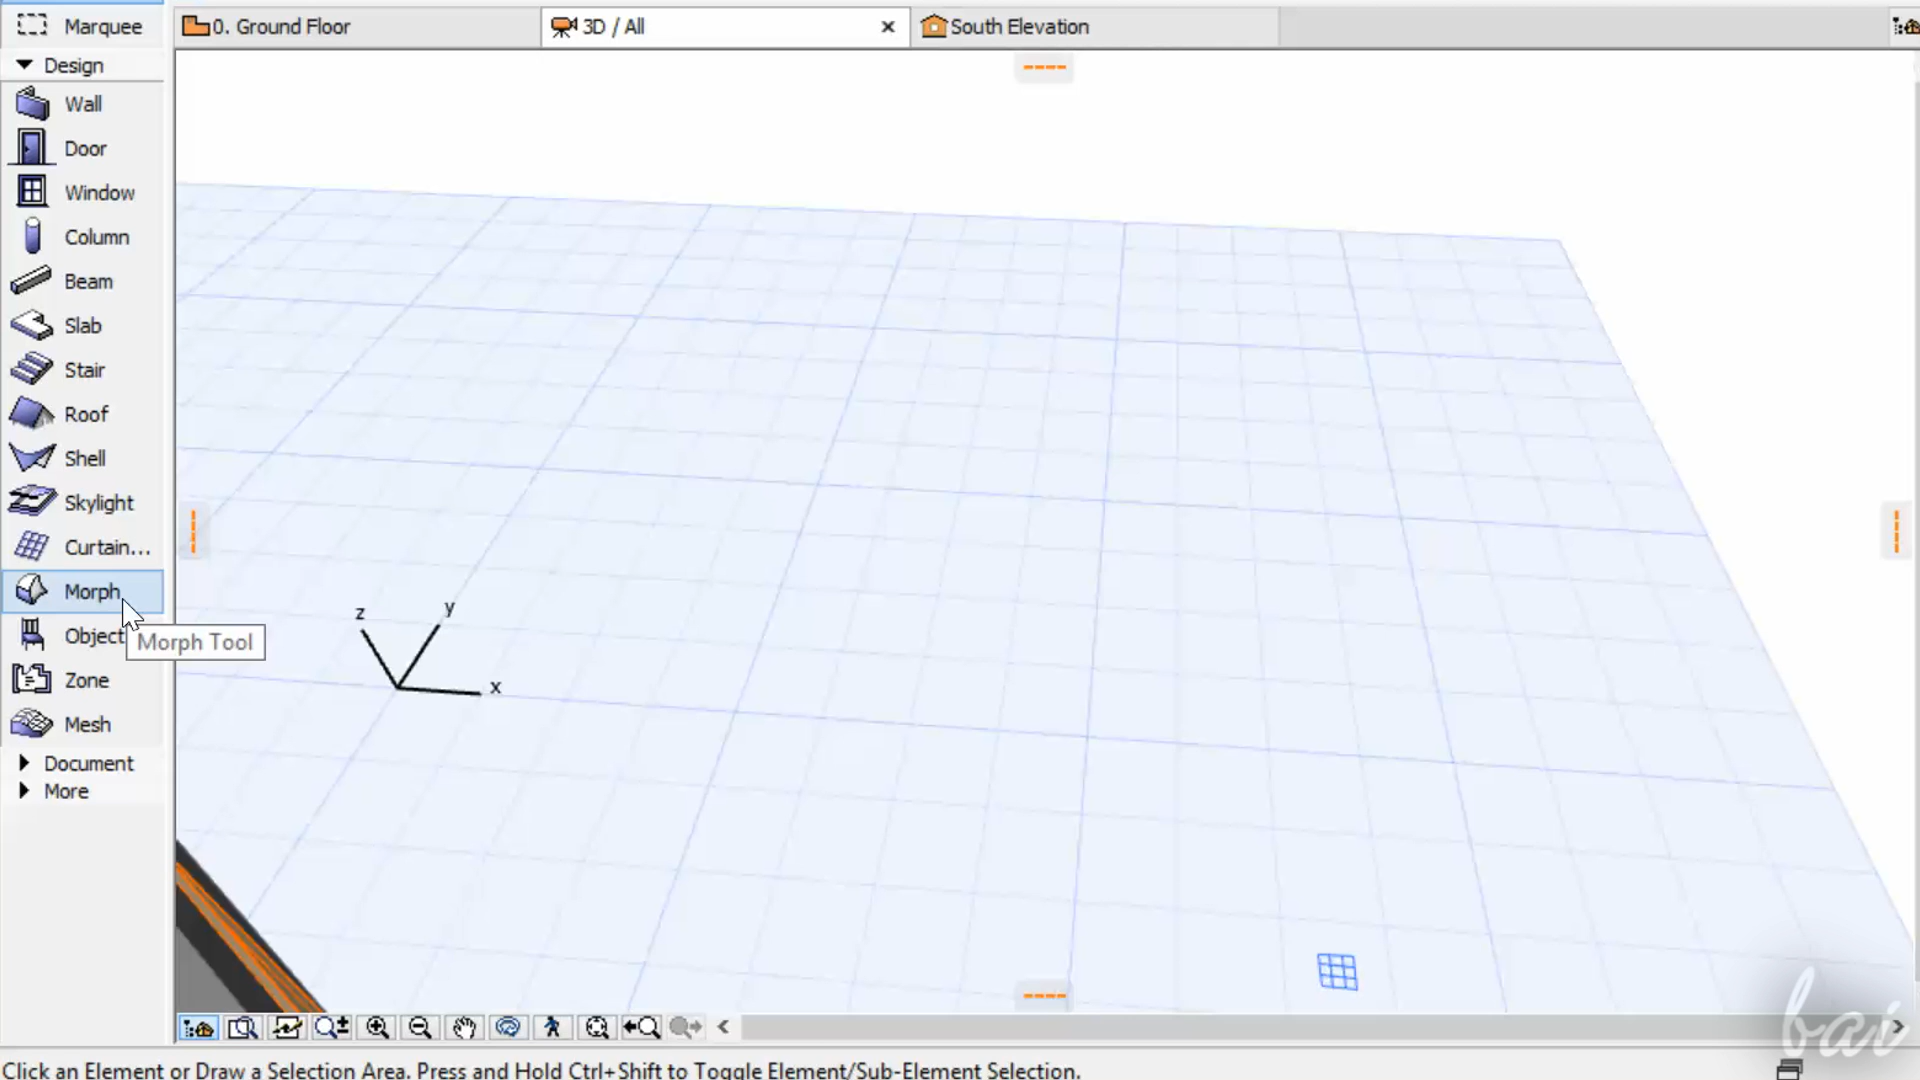 Marquee
0. Ground Floor
3D / All
South Elevation
Design
Wall
Door
Window
Column
Beam
Slab
Stair
Roof
Shell
Skylight
Curtain...
Morph
Object
Morph Tool
Zone
Mesh
Document
More
z
y
x
bai
Click an Element or Draw a Selection Area. Press and Hold Ctrl+Shift to Toggle Element/Sub-Element Selection.